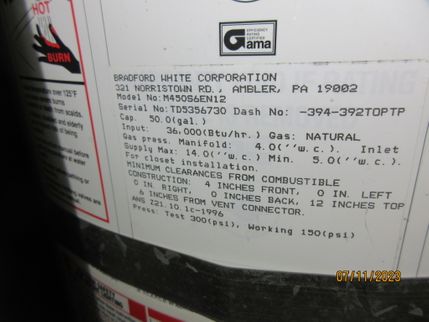 HOT
BURN
EFFICIENCY
RATING
CERTIFIED
Gama
BRADFORD WHITE CORPORATION
321 NORRISTOWN RD., AMBLER, PA 19002
Model No:M450S6EN12
Serial No:TD5356730 Dash No:-394-392TOPTP
Cap. 50.0(gal.)
Input: 36,000(Btu/hr.) Gas: NATURAL
Gas press. Manifold: 4.0("w.c.) Inlet
Supply Max. 14.0("w.c.) Min. 5.0("w.c.).
For closet installation.
MINIMUM CLEARANCES FROM COMBUSTIBLE
CONSTRUCTION: 4 INCHES FRONT, 0 IN. LEFT
0 IN. RIGHT, 0 INCHES BACK, 12 INCHES TOP
6 INCHES FROM VENT CONNECTOR.
ANS Z21.10.1c-1996
Press: Test 300(psi), Working 150(psi)
07/11/2023